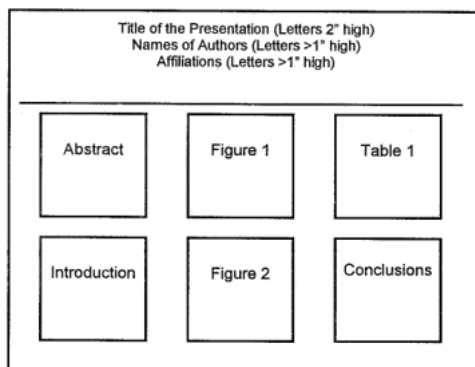 Title of the Presentation (Letters 2" high)
Names of Authors (Letters >1" high)
Affiliations (Letters >1" high)
Abstract
Figure 1
Table 1
Introduction
Figure 2
Conclusions